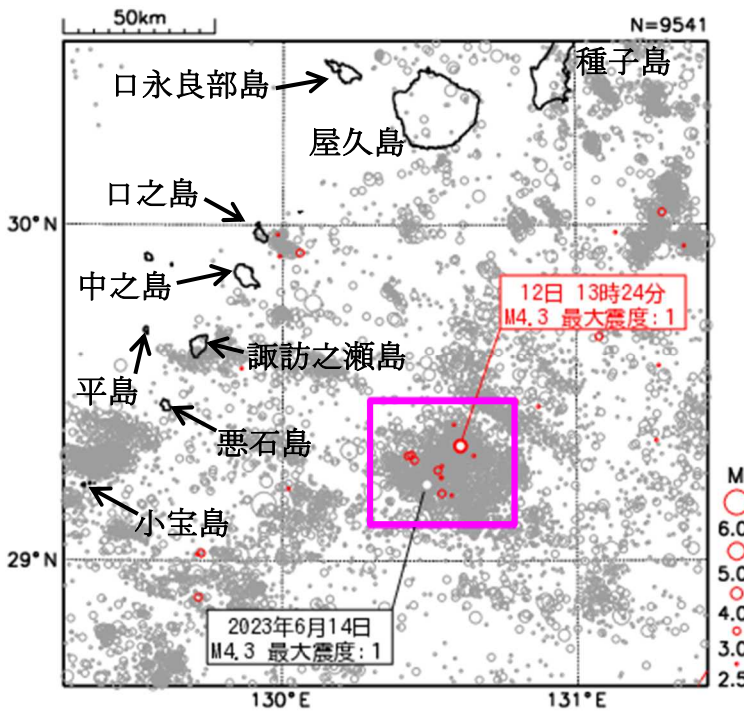 50km
N=9541
種子島
口永良部島
屋久島
口之島
30°N
中之島
12日 13時24分
M4.3 最大震度:1
諏訪之瀬島
平島
悪石島
小宝島
29°N
2023年6月14日
M4.3 最大震度:1
130°E
131°E
M
6.0
5.0
4.0
3.0
2.5